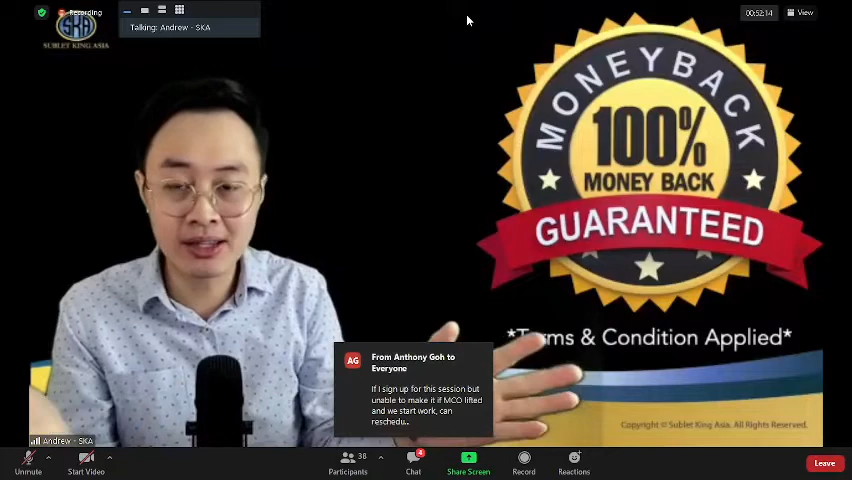 Recording
SKA
SUBLET KING ASIA
Talking: Andrew - SKA
00:52:14
View
MONEYBACK
100%
MONEY BACK
GUARANTEED
*Terms & Condition Applied*
AG
From Anthony Goh to
Everyone
If I sign up for this session but
unable to make it if MCO lifted
and we start work, can
reschedu...
Copyright © Sublet King Asia. All Rights Reserved.
Andrew - SKA
Unmute
Start Video
38
Participants
4
Chat
Share Screen
Record
Reactions
Leave